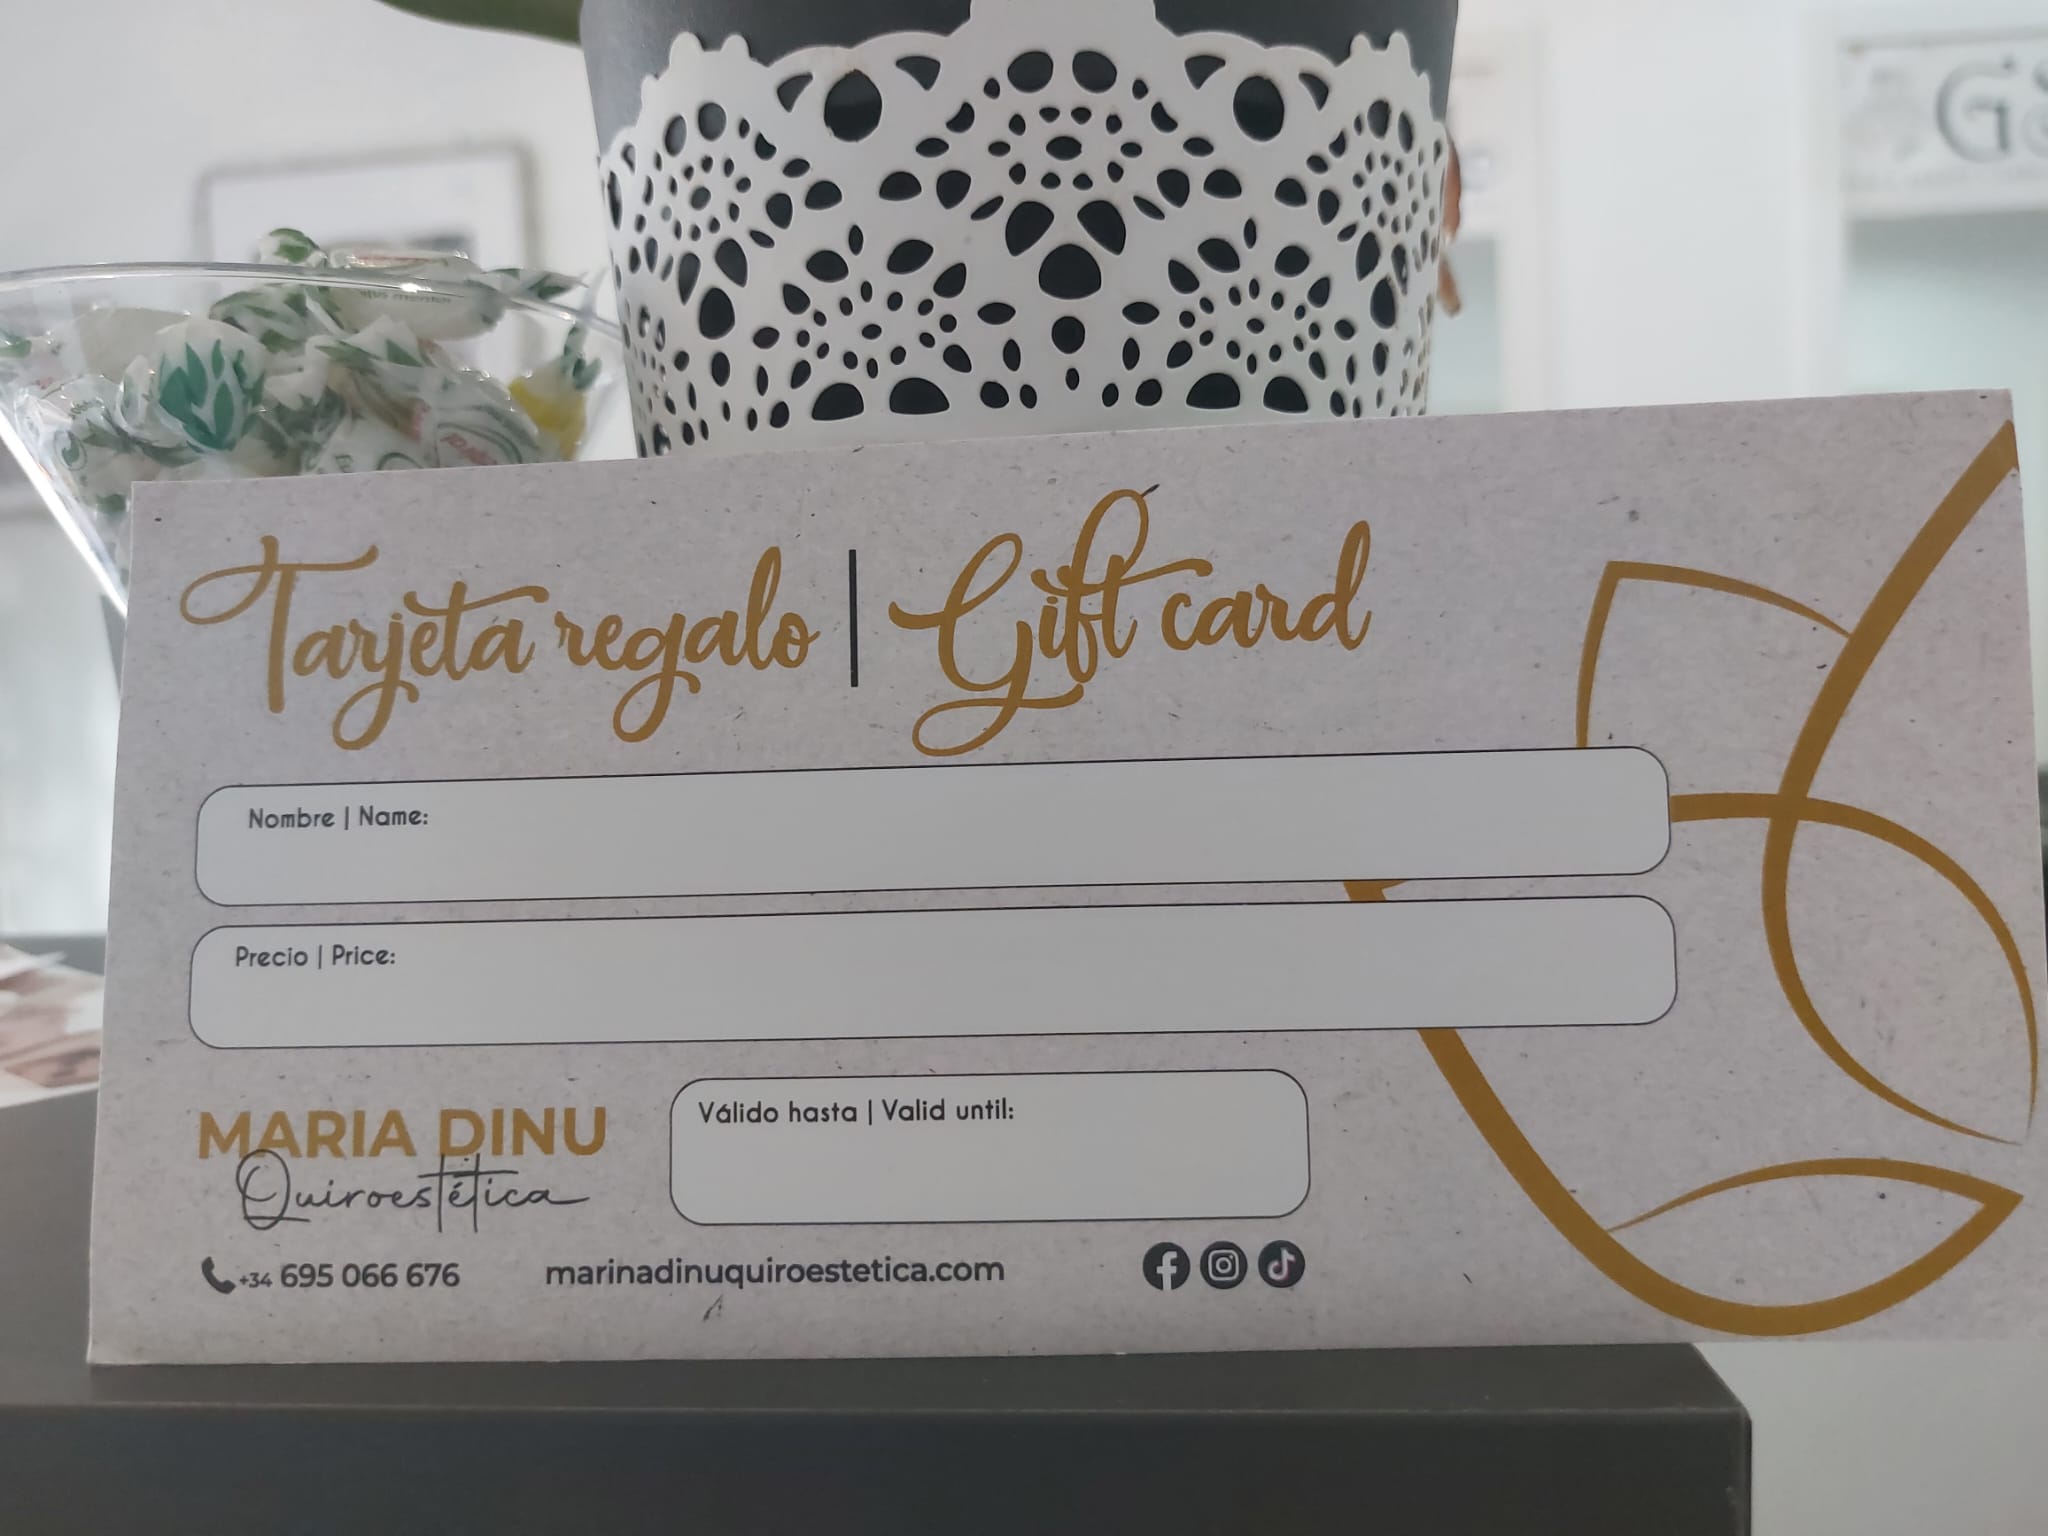 Tarjeta regalo | Gift card
Nombre | Name:
Precio | Price:
MARIA DINU
Quiroestética
Válido hasta | Valid until:
+34 695 066 676
marinadinuquiroestetica.com